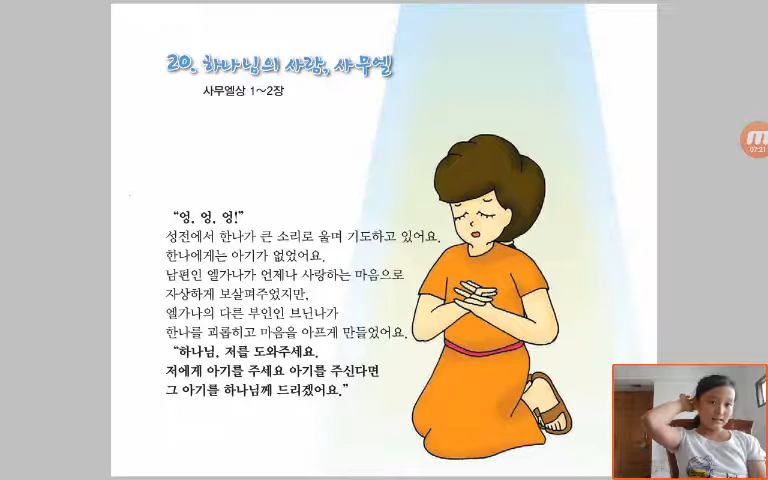 20. 하나님의 사람, 사무엘
사무엘상 1~2장
“엉, 엉, 엉!”
성전에서 한나가 큰 소리로 울며 기도하고 있어요.
한나에게는 아기가 없었어요.
남편인 엘가나가 언제나 사랑하는 마음으로
자상하게 보살펴주었지만,
엘가나의 다른 부인인 브닌나가
한나를 괴롭히고 마음을 아프게 만들었어요.
“하나님, 저를 도와주세요.
저에게 아기를 주세요 아기를 주신다면
그 아기를 하나님께 드리겠어요.”
07:21